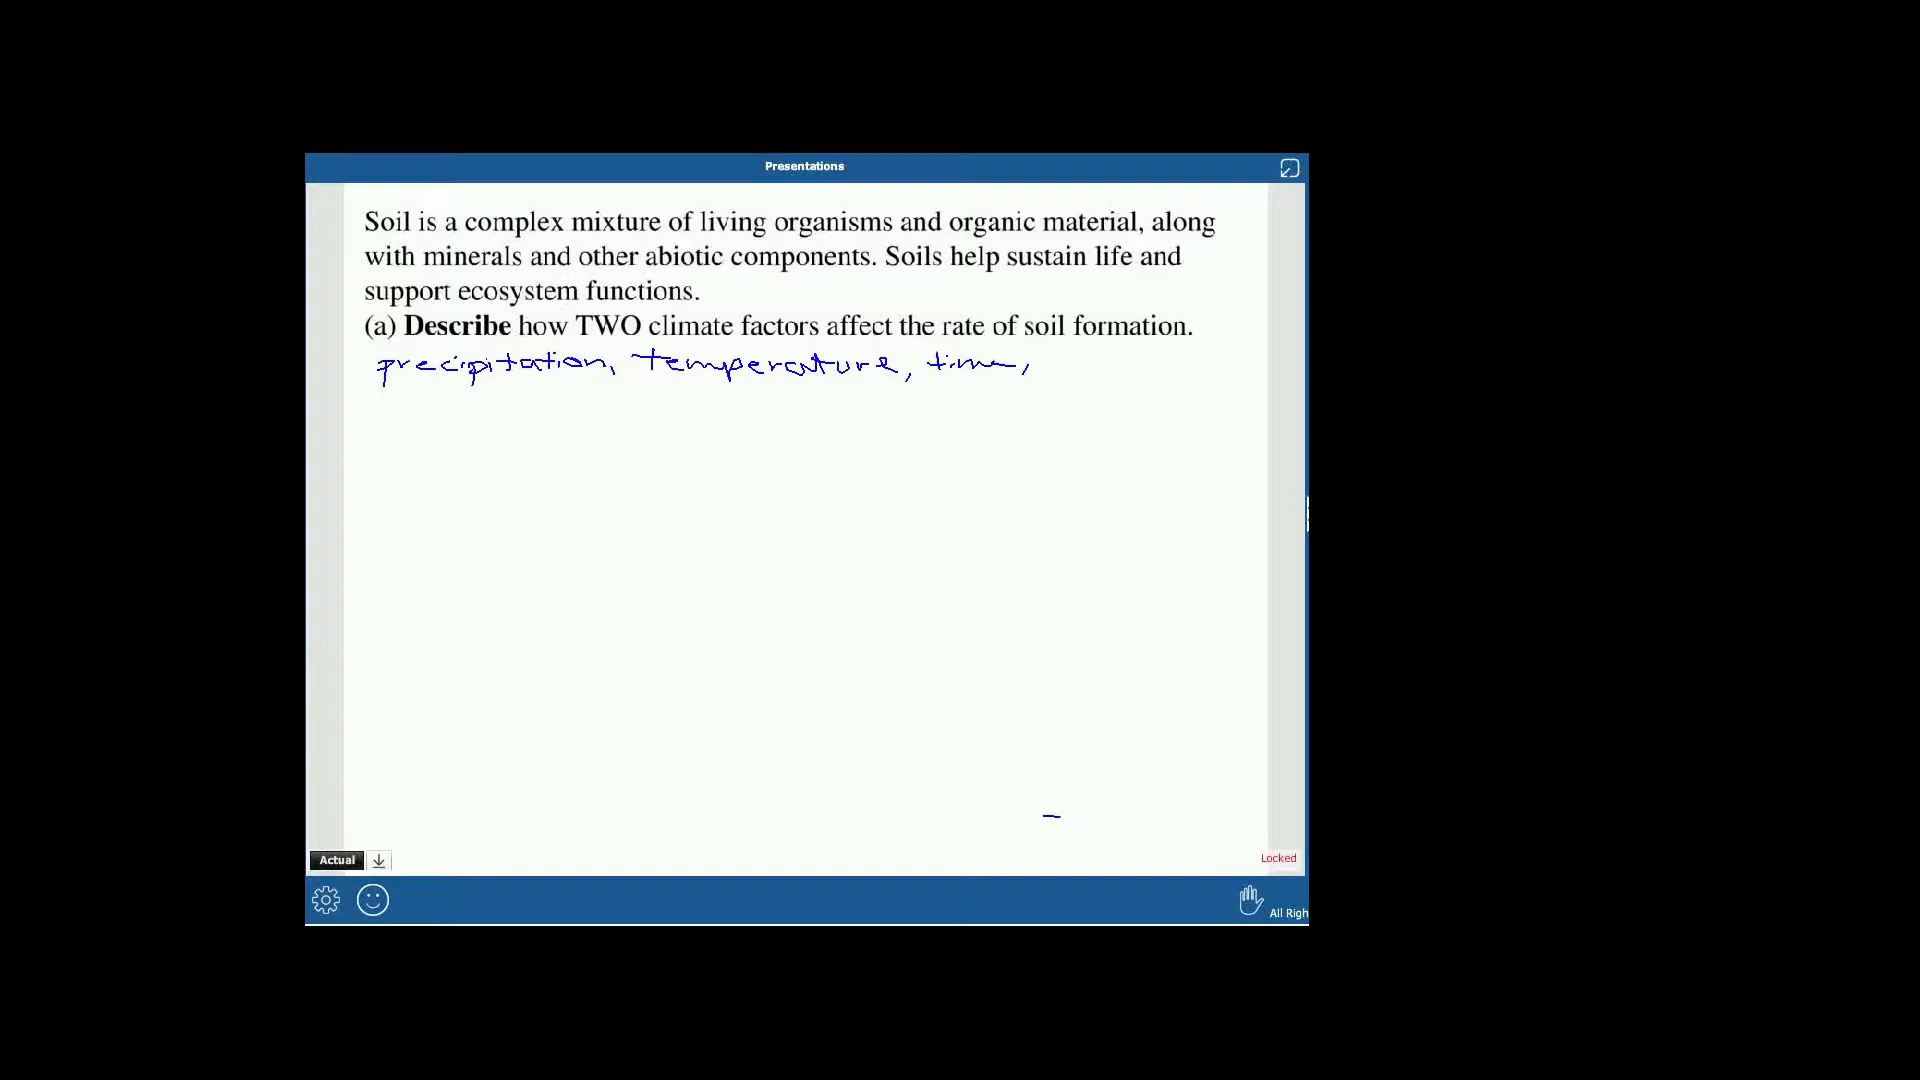 Presentations
Soil is a complex mixture of living organisms and organic material, along
with minerals and other abiotic components. Soils help sustain life and
support ecosystem functions.
(a) Describe how TWO climate factors affect the rate of soil formation.
precipitation, temperature, time,
Actual
Locked
All Righ